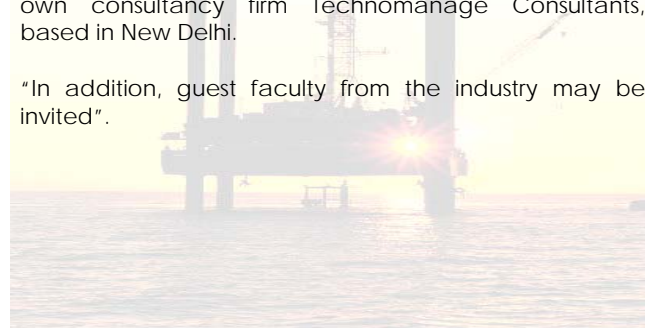 own consultancy firm Technomanage Consultants,
based in New Delhi.
“In addition, guest faculty from the industry may be
invited”.